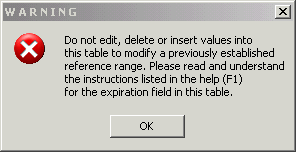 WARNING
Do not edit, delete or insert values into
this table to modify a previously established
reference range. Please read and understand
the instructions listed in the help (F1)
for the expiration field in this table.
OK